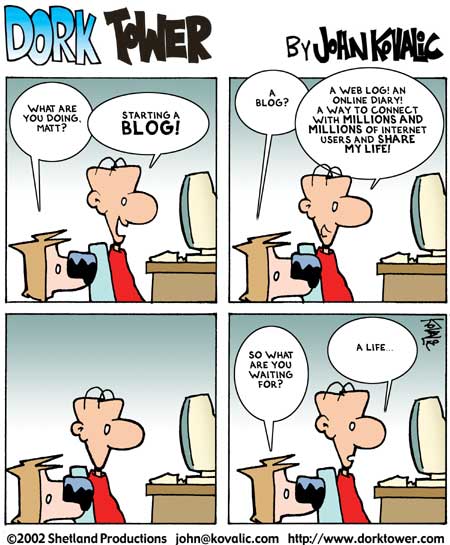 DORK TOWER
BY JOHN KOVALIC
WHAT ARE
YOU DOING,
MATT?
STARTING A
BLOG!
A
BLOG?
A WEB LOG! AN
ONLINE DIARY!
A WAY TO CONNECT
WITH MILLIONS AND
MILLIONS OF INTERNET
USERS AND SHARE
MY LIFE!
SO WHAT
ARE YOU
WAITING
FOR?
A LIFE...
KOVALIC
©2002 Shetland Productions john@kovalic.com http://www.dorktower.com